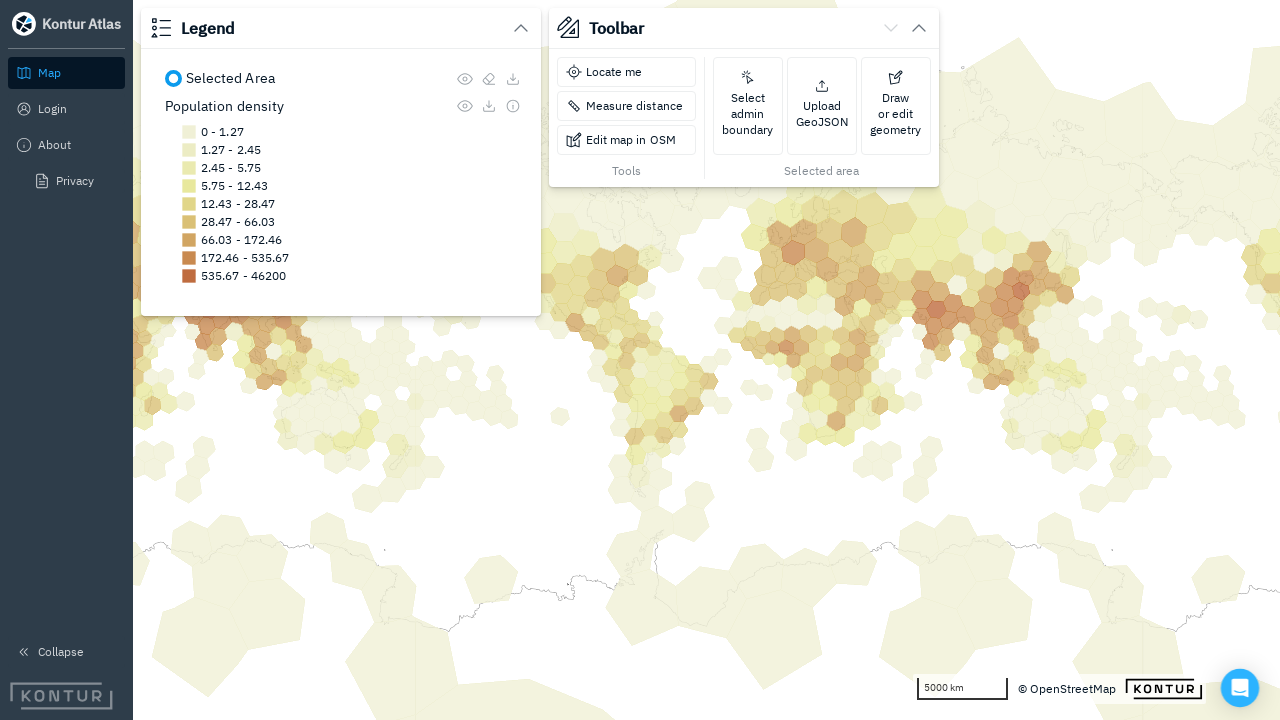 Kontur Atlas
Map
Login
About
Privacy
Collapse
KONTUR
Legend
Selected Area
Population density
0 - 1.27
1.27 - 2.45
2.45 - 5.75
5.75 - 12.43
12.43 - 28.47
28.47 - 66.03
66.03 - 172.46
172.46 - 535.67
535.67 - 46200
Toolbar
Locate me
Measure distance
Edit map in OSM
Tools
Select
admin
boundary
Upload
GeoJSON
Draw
or edit
geometry
Selected area
5000 km
© OpenStreetMap
KONTUR